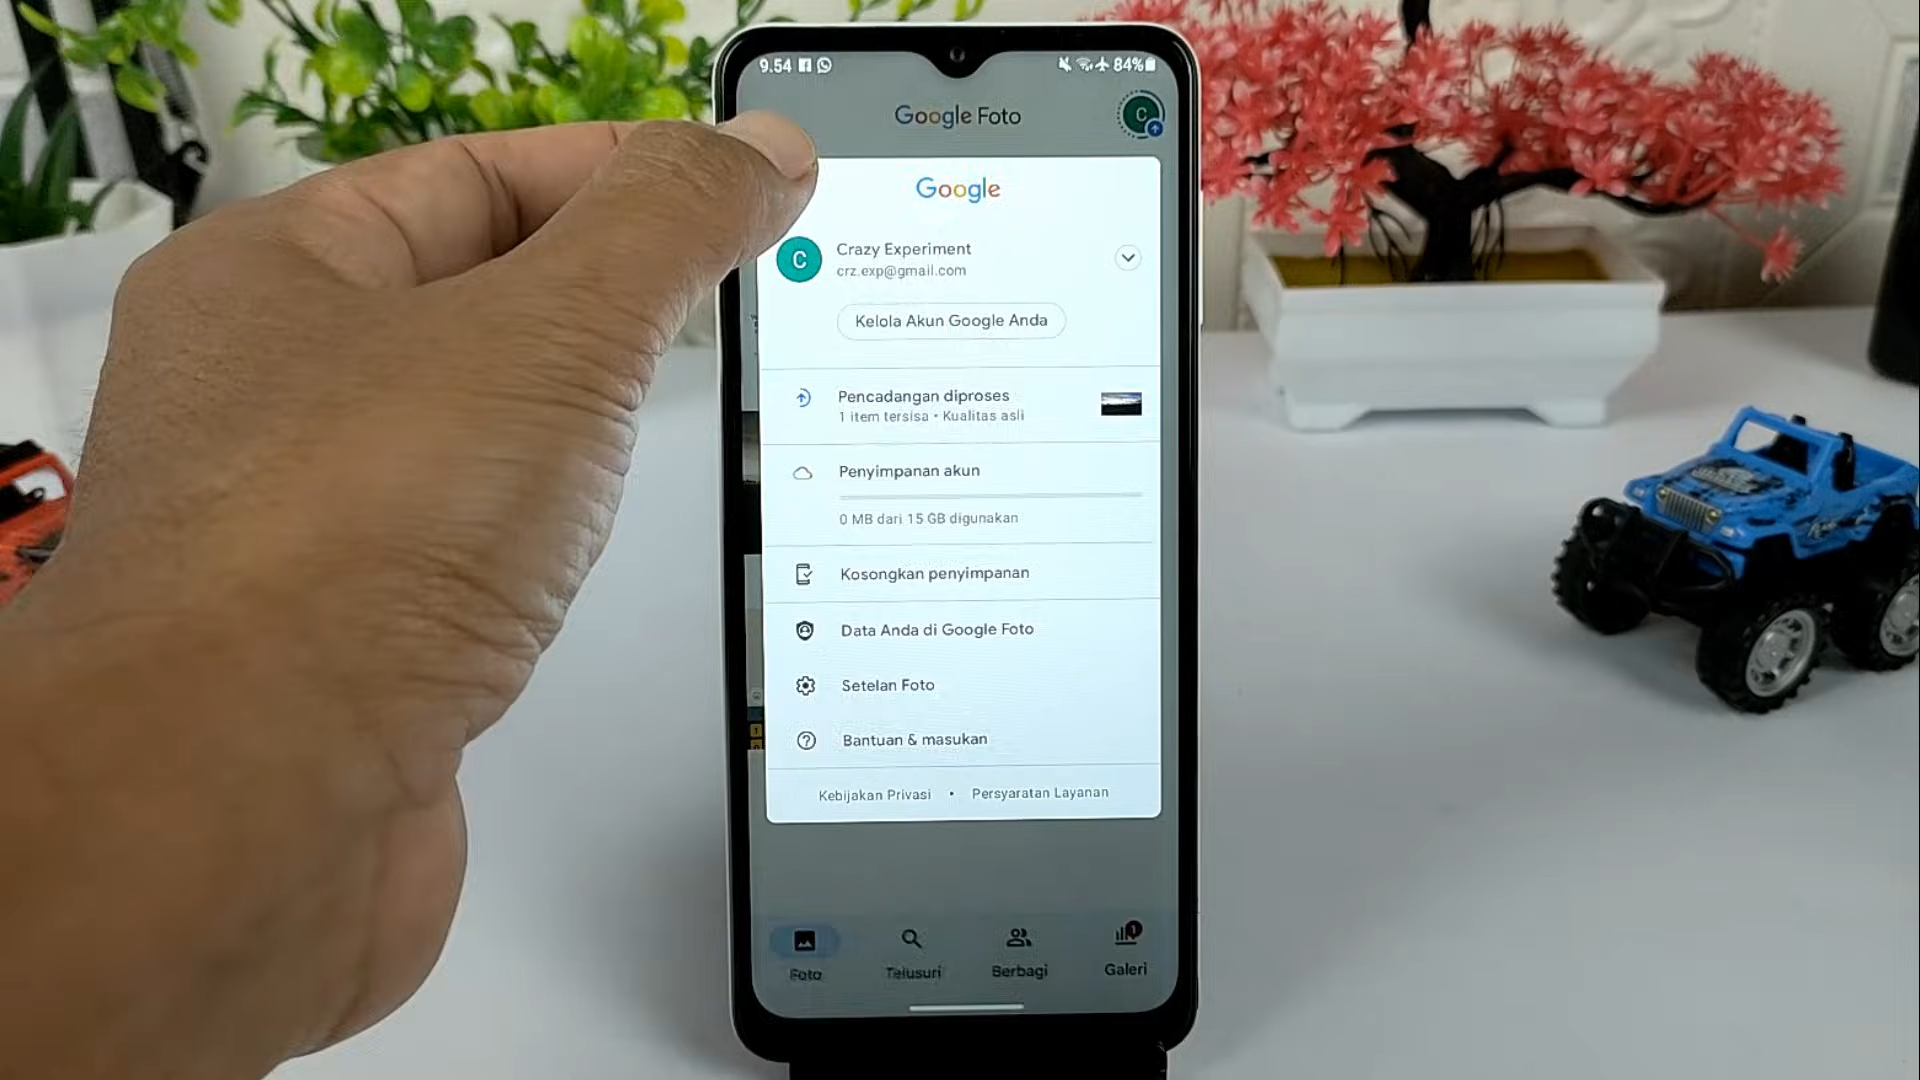 9.54
84%
Google Foto
C
Google
C
Crazy Experiment
crz.exp@gmail.com
Kelola Akun Google Anda
Pencadangan diproses
1 item tersisa • Kualitas asli
Penyimpanan akun
0 MB dari 15 GB digunakan
Kosongkan penyimpanan
Data Anda di Google Foto
Setelan Foto
Bantuan & masukan
Kebijakan Privasi • Persyaratan Layanan
1
Foto
Telusuri
Berbagi
Galeri